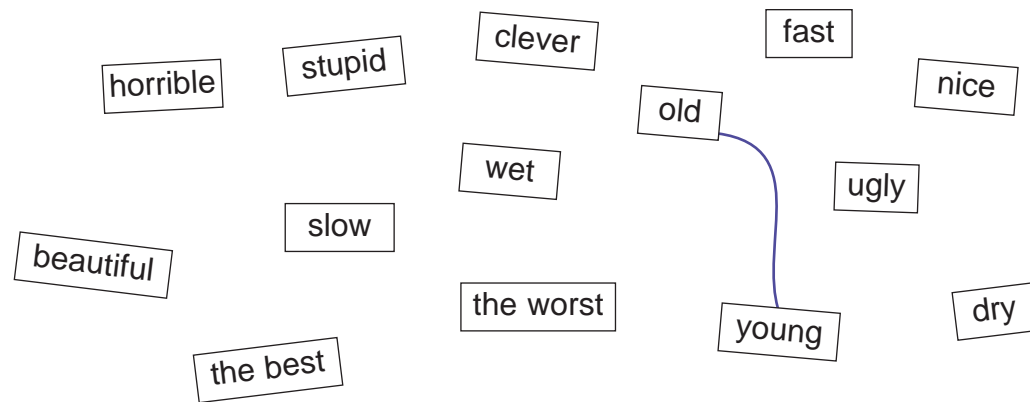 fast
clever
stupid
horrible
nice
old
wet
ugly
slow
beautiful
the worst
dry
young
the best